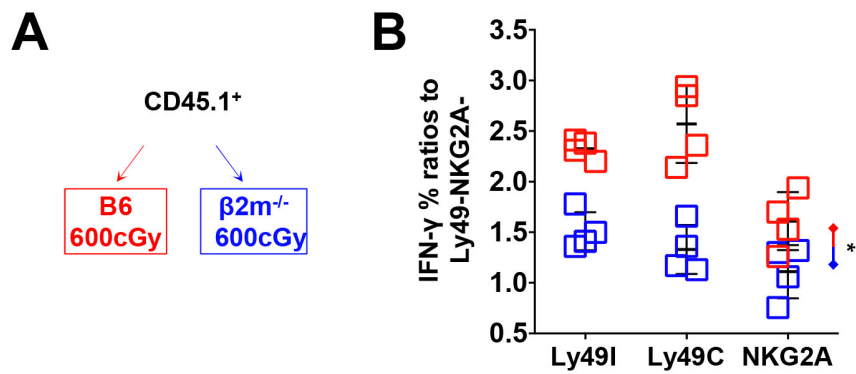 A
CD45.1⁺
B6
600cGy
β2m⁻/⁻
600cGy
B
IFN-γ % ratios to
Ly49-NKG2A-
3.5
3.0
2.5
2.0
1.5
1.0
0.5
Ly49I
Ly49C
NKG2A
*